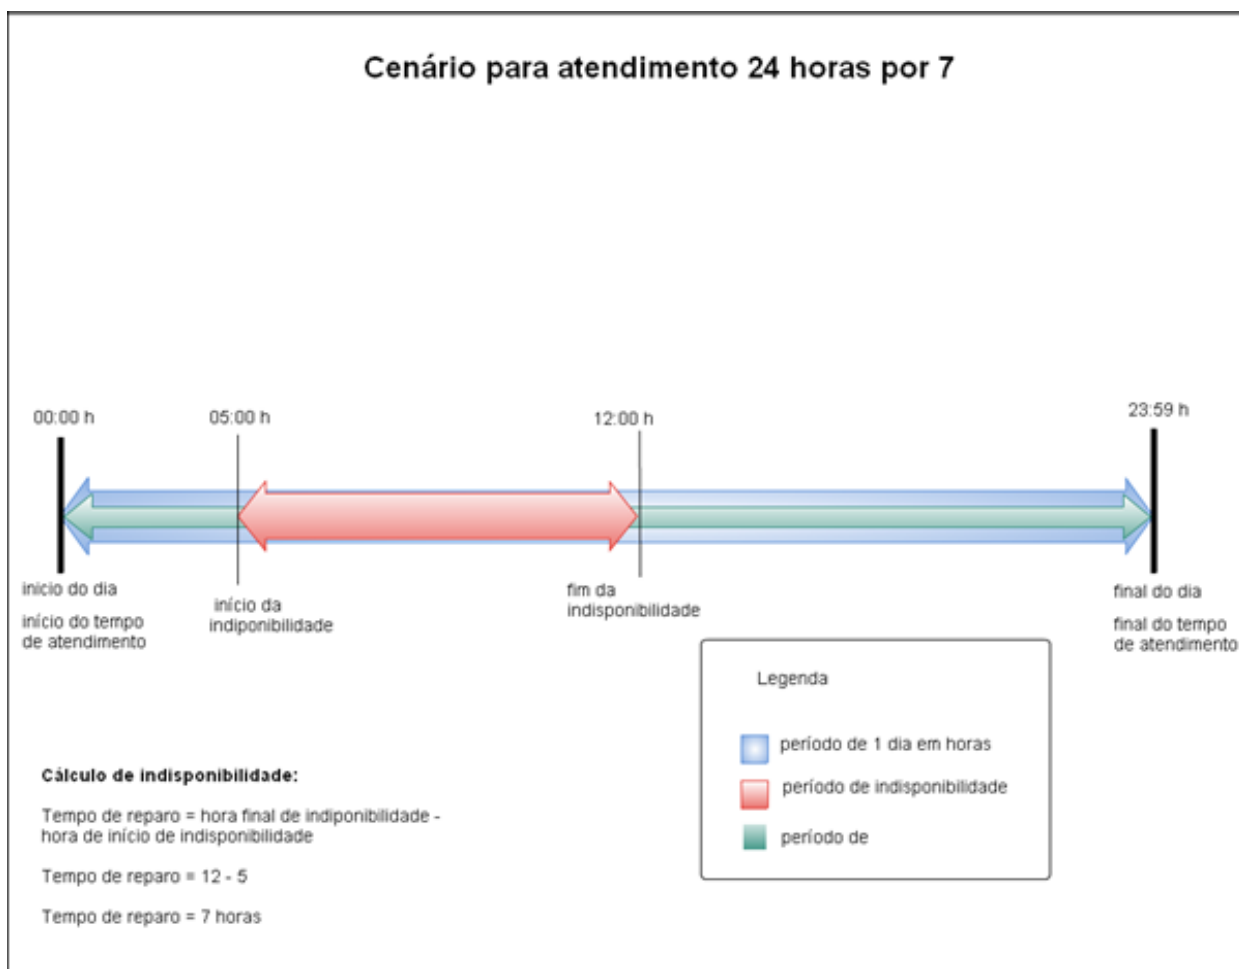 Cenário para atendimento 24 horas por 7
00:00 h
05:00 h
12:00 h
23:59 h
inicio do dia
início do tempo
de atendimento
início da
indiponibilidade
fim da
indisponibilidade
final do dia
final do tempo
de atendimento
Legenda
período de 1 dia em horas
período de indisponibilidade
período de
Cálculo de indisponibilidade:
Tempo de reparo = hora final de indiponibilidade -
hora de início de indisponibilidade
Tempo de reparo = 12 - 5
Tempo de reparo = 7 horas